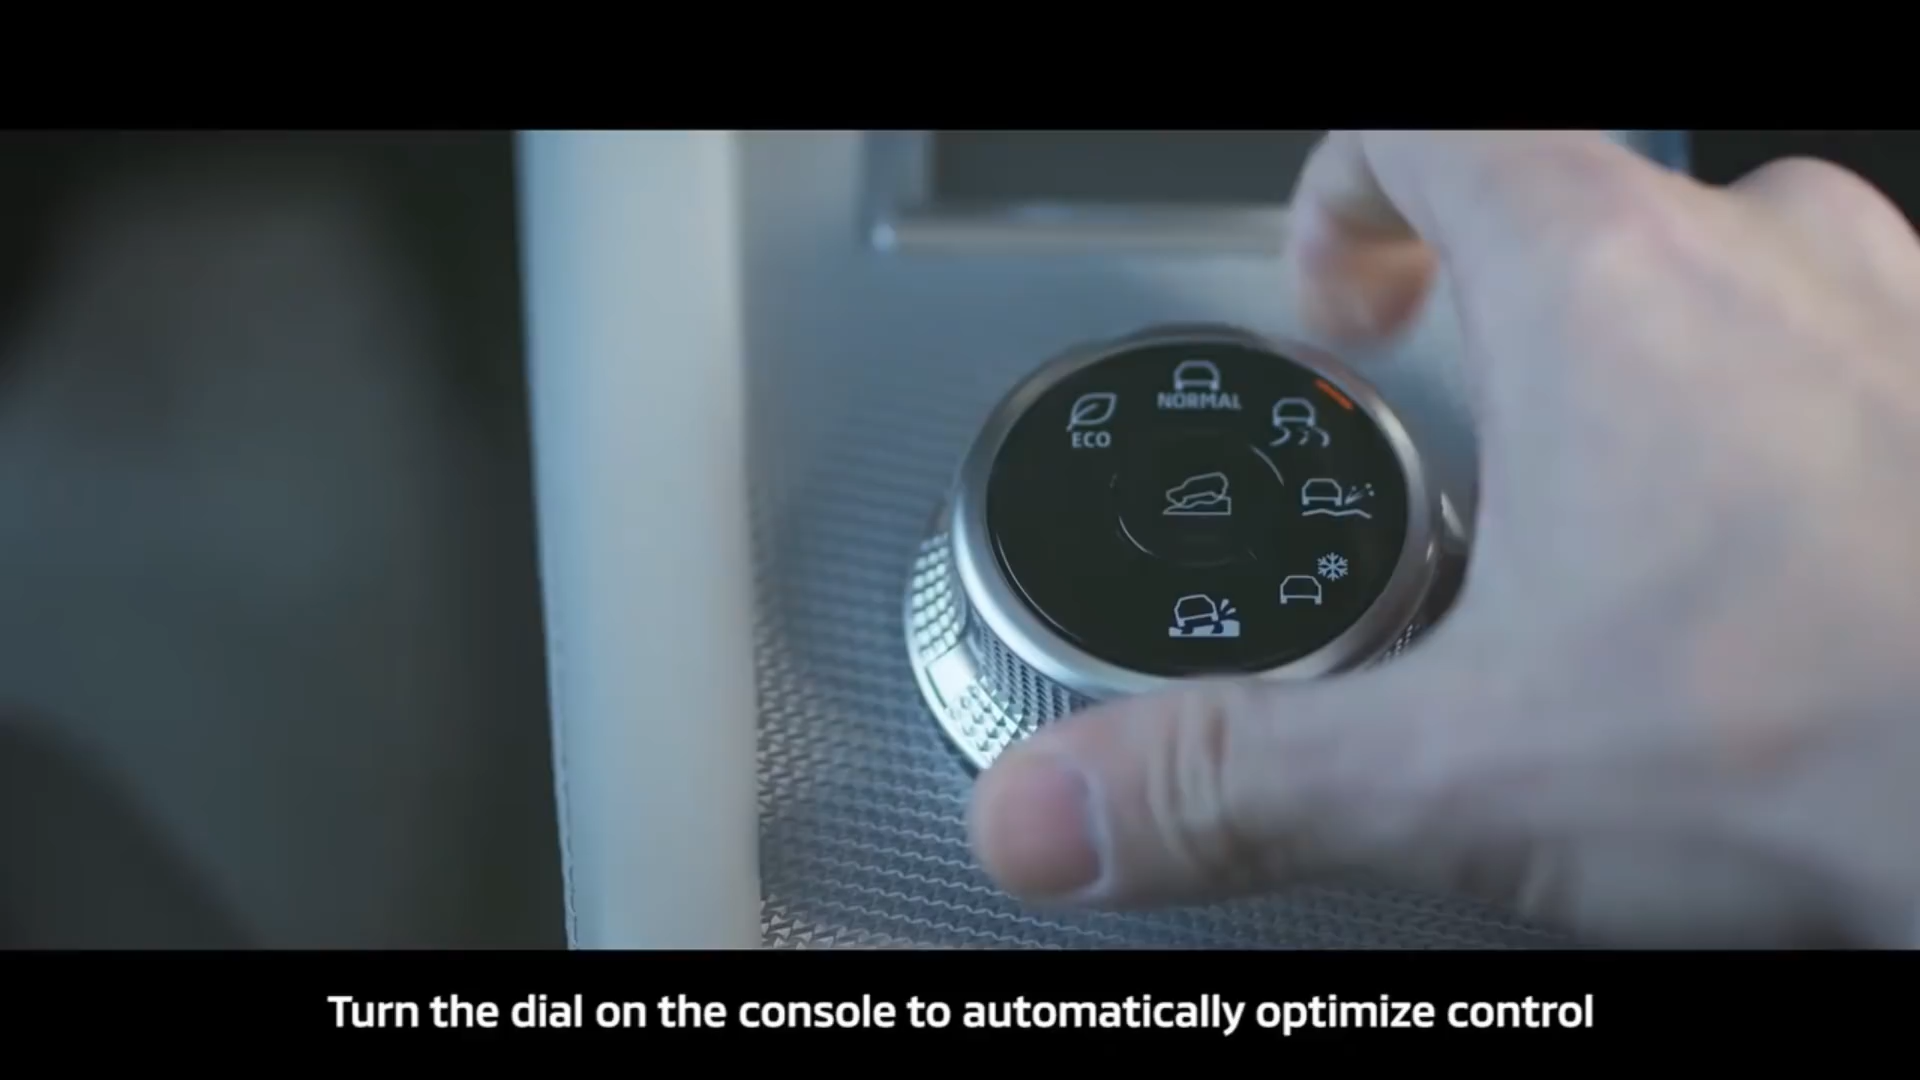 NORMAL
ECO
Turn the dial on the console to automatically optimize control